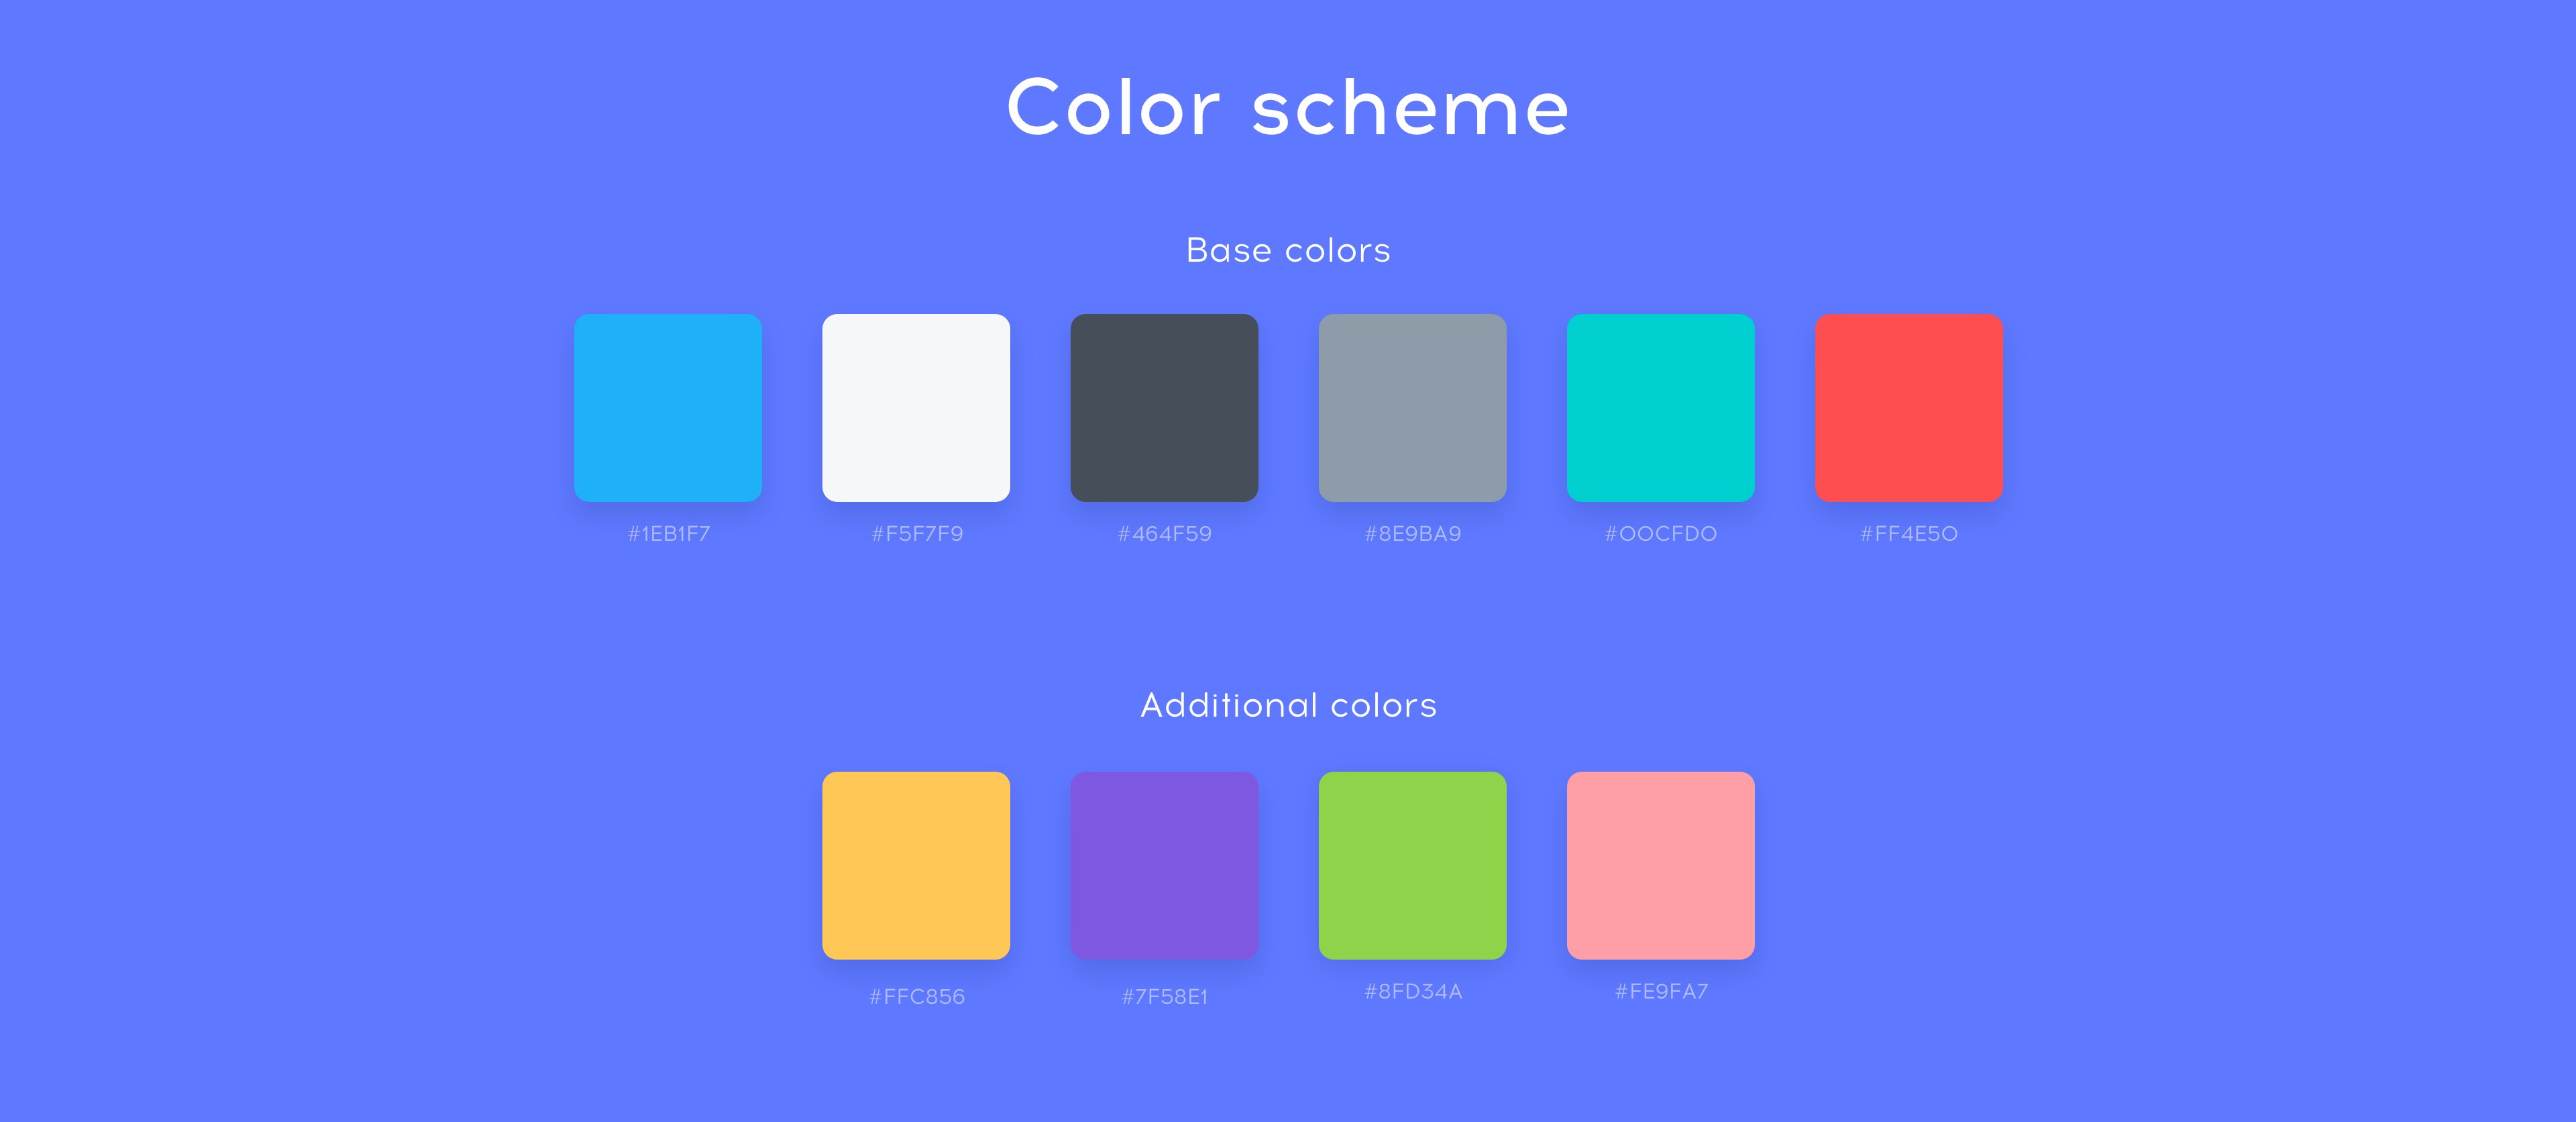 Color scheme
Base colors
#1EB1F7 #F5F7F9 #464F59 #8E9BA9 #00CFD0 #FF4E50
Additional colors
#FFC856 #7F58E1 #8FD34A #FE9FA7